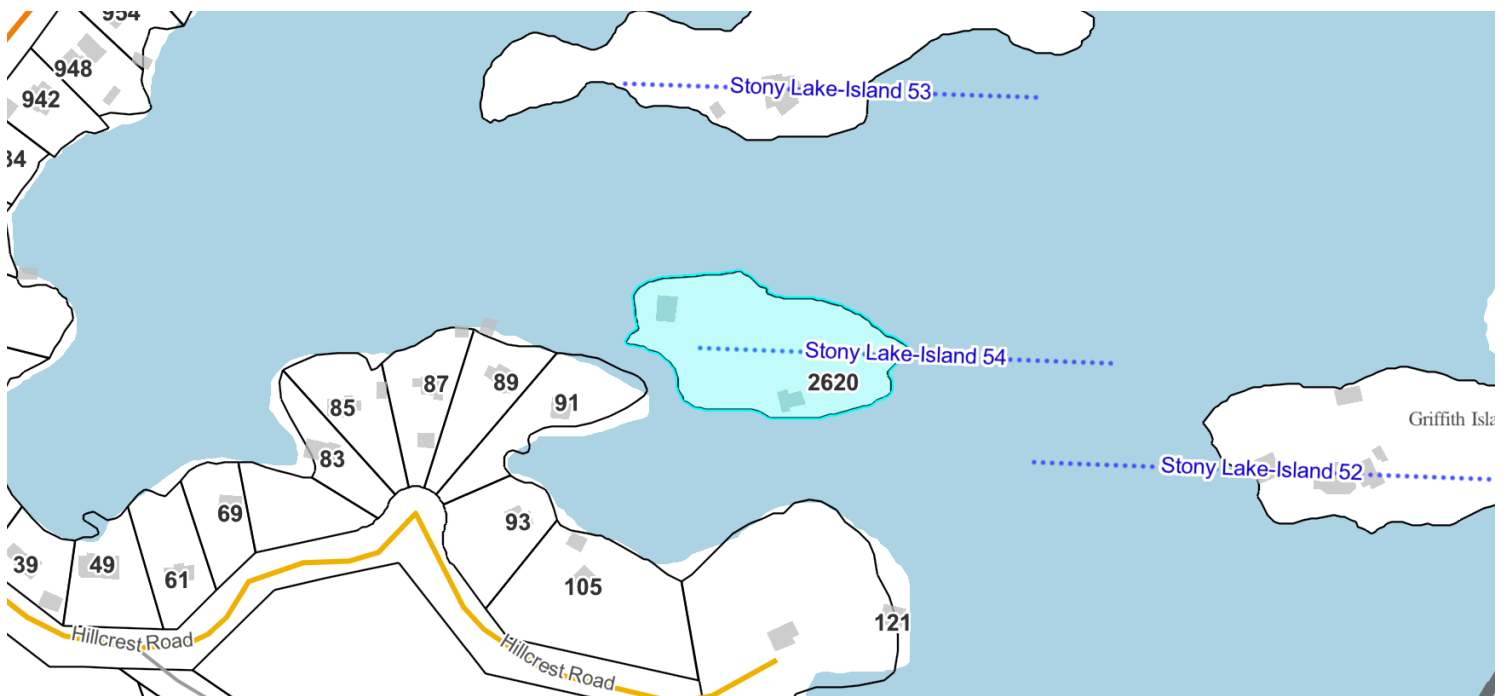 954
948
942
34
Stony Lake-Island 53
Stony Lake-Island 54
2620
87
89
85
91
83
Griffith Isla
Stony Lake-Island 52
69
93
39
49
61
105
121
Hillcrest Road
Hillcrest Road